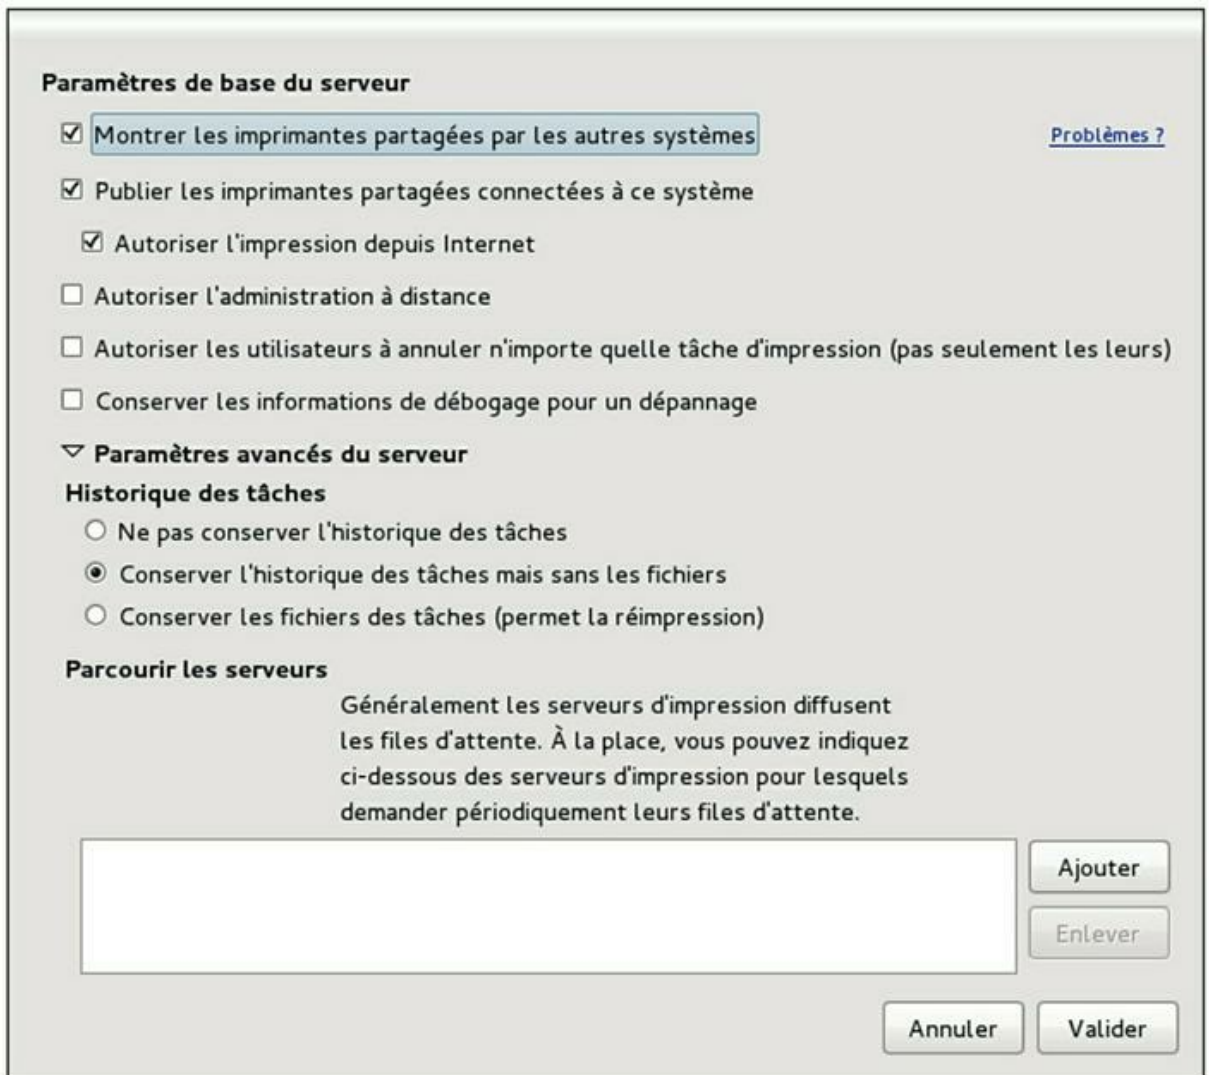 Paramètres de base du serveur
Montrer les imprimantes partagées par les autres systèmes
Problèmes ?
Publier les imprimantes partagées connectées à ce système
Autoriser l'impression depuis Internet
Autoriser l'administration à distance
Autoriser les utilisateurs à annuler n'importe quelle tâche d'impression (pas seulement les leurs)
Conserver les informations de débogage pour un dépannage
Paramètres avancés du serveur
Historique des tâches
Ne pas conserver l'historique des tâches
Conserver l'historique des tâches mais sans les fichiers
Conserver les fichiers des tâches (permet la réimpression)
Parcourir les serveurs
Généralement les serveurs d'impression diffusent
les files d'attente. À la place, vous pouvez indiquez
ci-dessous des serveurs d'impression pour lesquels
demander périodiquement leurs files d'attente.
Ajouter
Enlever
Annuler
Valider